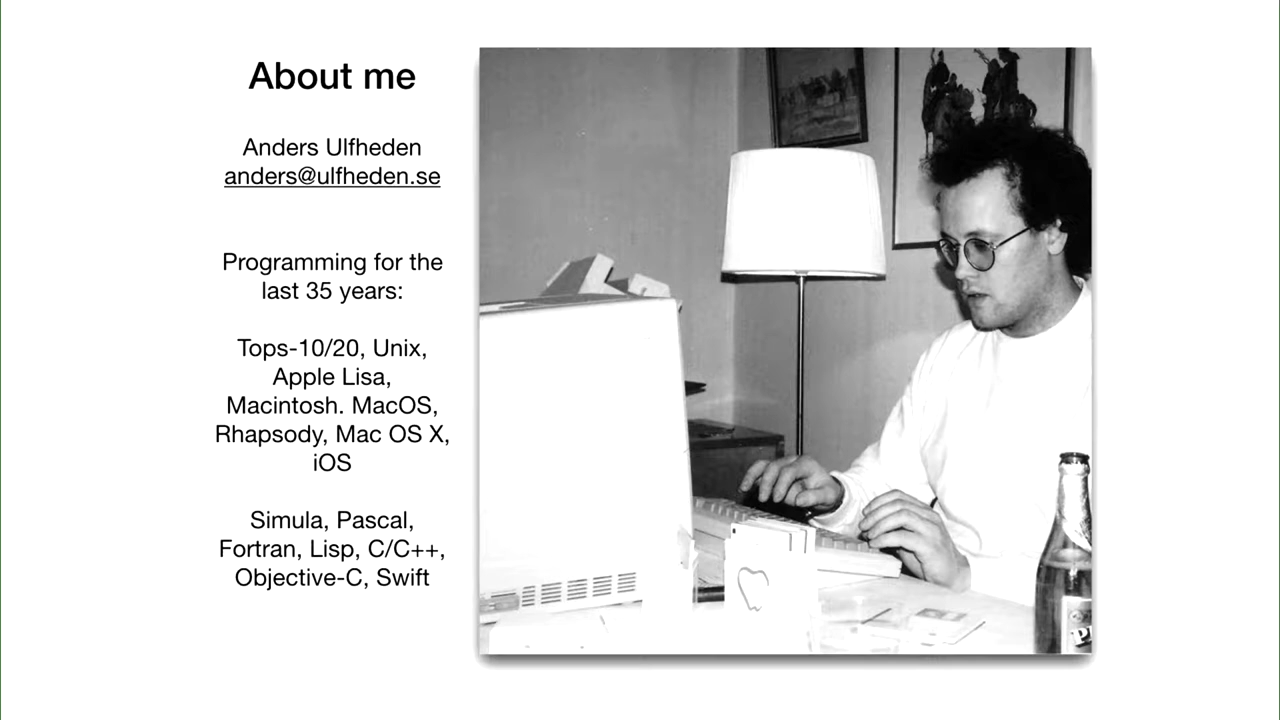 About me
Anders Ulfheden
anders@ulfheden.se
Programming for the
last 35 years:
Tops-10/20, Unix,
Apple Lisa,
Macintosh. MacOS,
Rhapsody, Mac OS X,
iOS
Simula, Pascal,
Fortran, Lisp, C/C++,
Objective-C, Swift